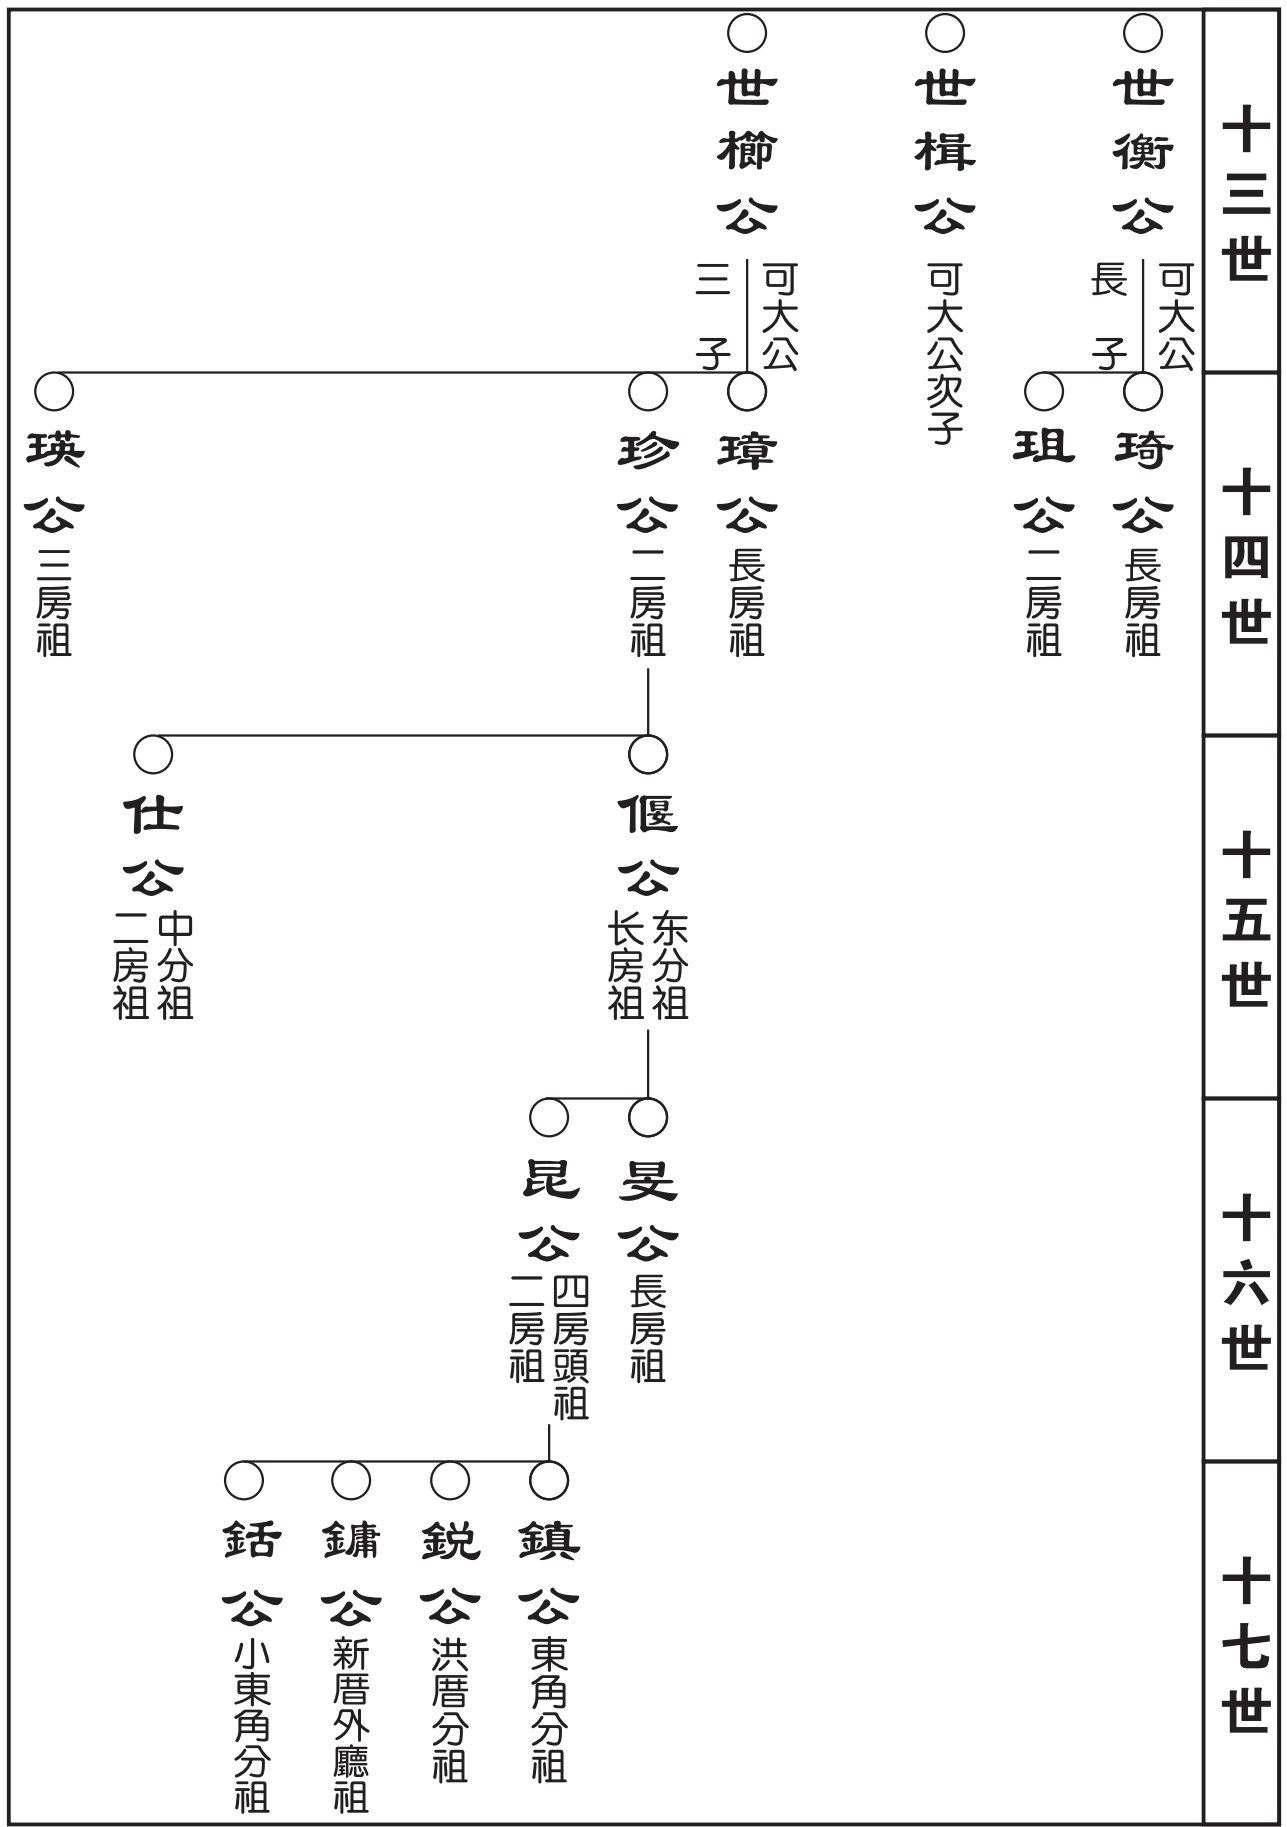 十三世
世衡公
可大公
長子
世楫公
可大公次子
世櫛公
可大公
三子
十四世
琦公
長房祖
珇公
二房祖
璋公
長房祖
珍公
二房祖
瑛公
三房祖
十五世
偃公
东分祖
长房祖
仕公
中分祖
二房祖
十六世
旻公
長房祖
昆公
四房頭祖
二房祖
十七世
鎮公
東角分祖
鋭公
洪厝分祖
鏞公
新厝外廳祖
銛公
小東角分祖